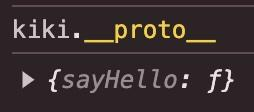 kiki.__proto__
▶ {sayHello: ƒ}